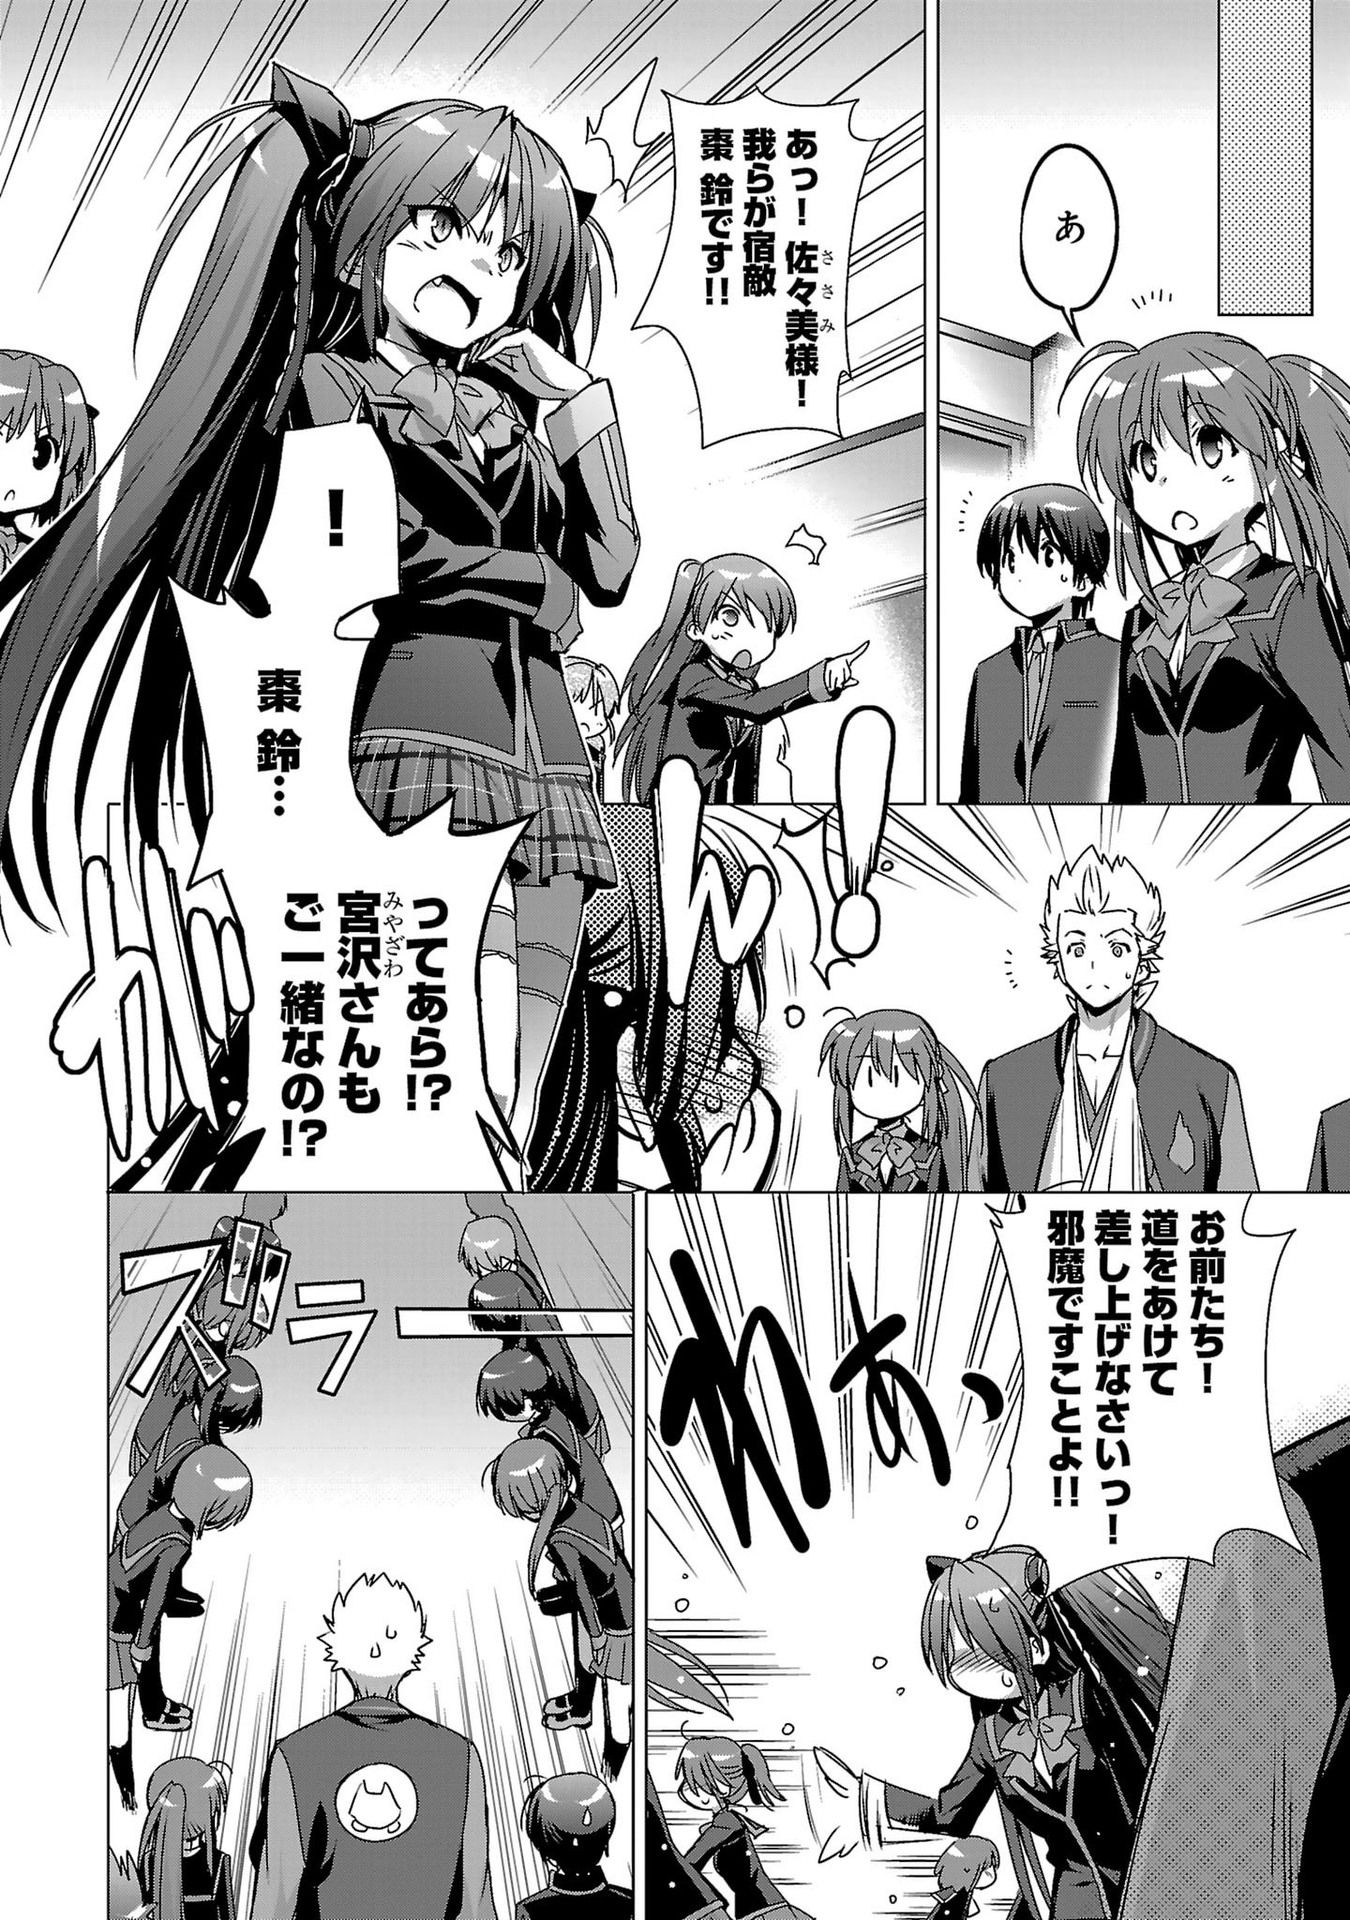 あ
あっ！佐々美様！
ささみ
我らが宿敵
棗 鈴です!!
！
棗 鈴…
ってあら!?
宮沢さんも
みやざわ
ご一緒なの!?
お前たち！
道をあけて
差し上げなさいっ！
邪魔ですことよ!!
わあ、
ズラー